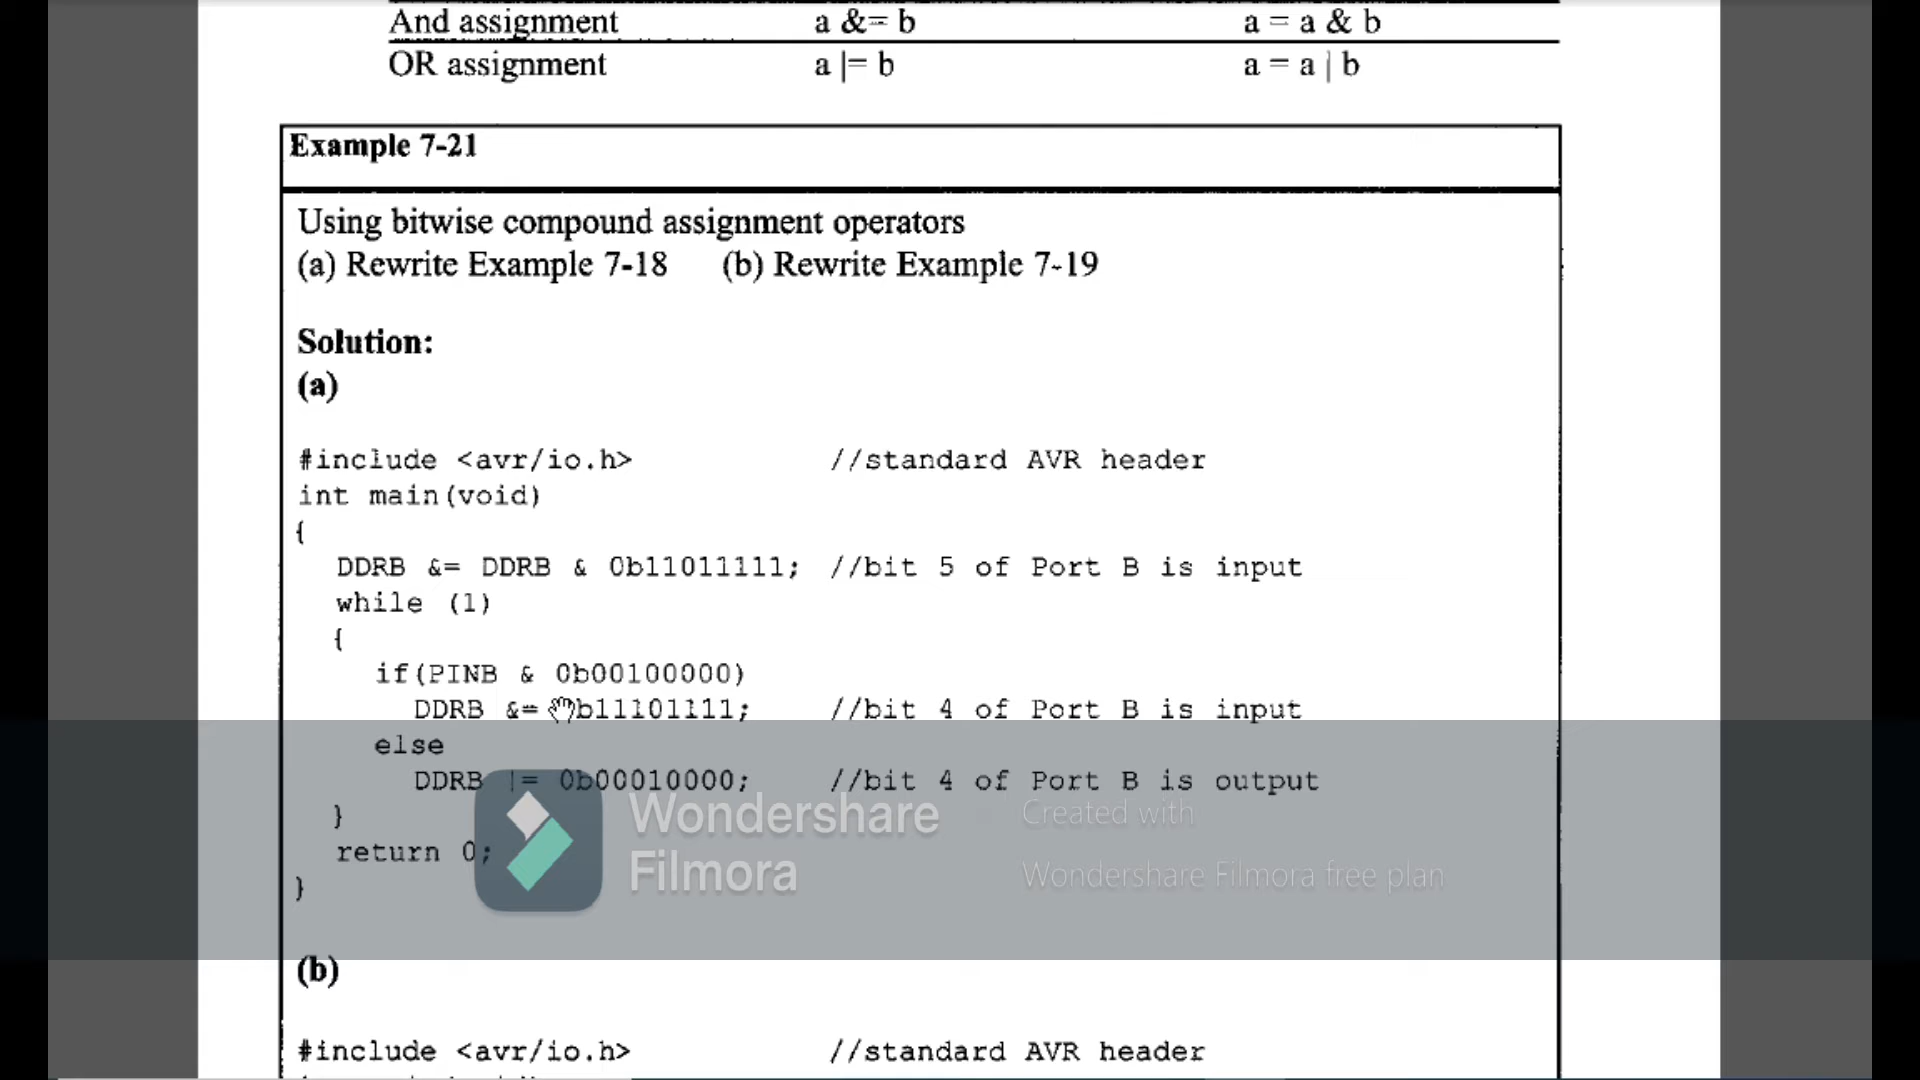 And assignment a &= b a = a & b
OR assignment a |= b a = a | b
Example 7-21
Using bitwise compound assignment operators
(a) Rewrite Example 7-18 (b) Rewrite Example 7-19
Solution:
(a)
#include <avr/io.h> //standard AVR header
int main(void)
{
DDRB &= DDRB & 0b11011111; //bit 5 of Port B is input
while (1)
{
if(PINB & 0b00100000)
DDRB &= 0b11101111; //bit 4 of Port B is input
else
DDRB |= 0b00010000; //bit 4 of Port B is output
}
return 0;
}
Wondershare
Filmora
Created with
Wondershare Filmora free plan
(b)
#include <avr/io.h> //standard AVR header